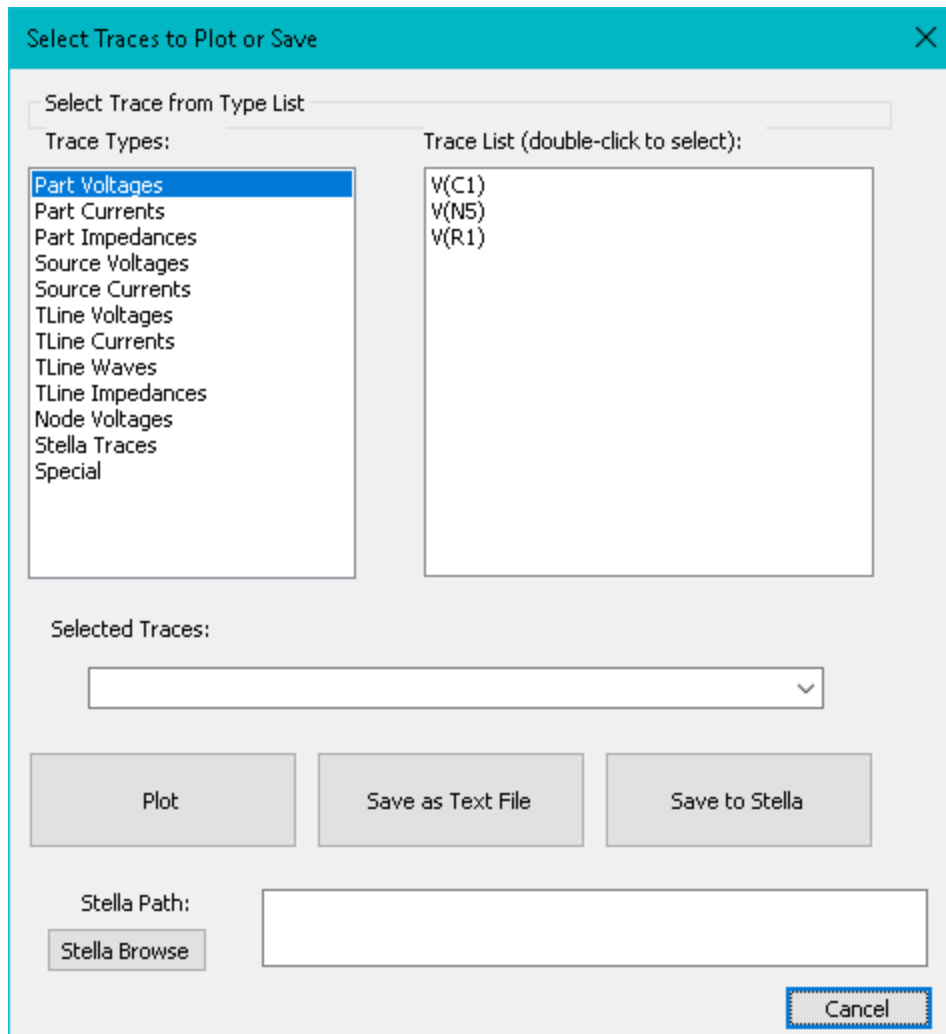 Select Traces to Plot or Save
Select Trace from Type List
Trace Types:
Part Voltages
Part Currents
Part Impedances
Source Voltages
Source Currents
TLine Voltages
TLine Currents
TLine Waves
TLine Impedances
Node Voltages
Stella Traces
Special
Trace List (double-click to select):
V(C1)
V(N5)
V(R1)
Selected Traces:
Plot
Save as Text File
Save to Stella
Stella Path:
Stella Browse
Cancel